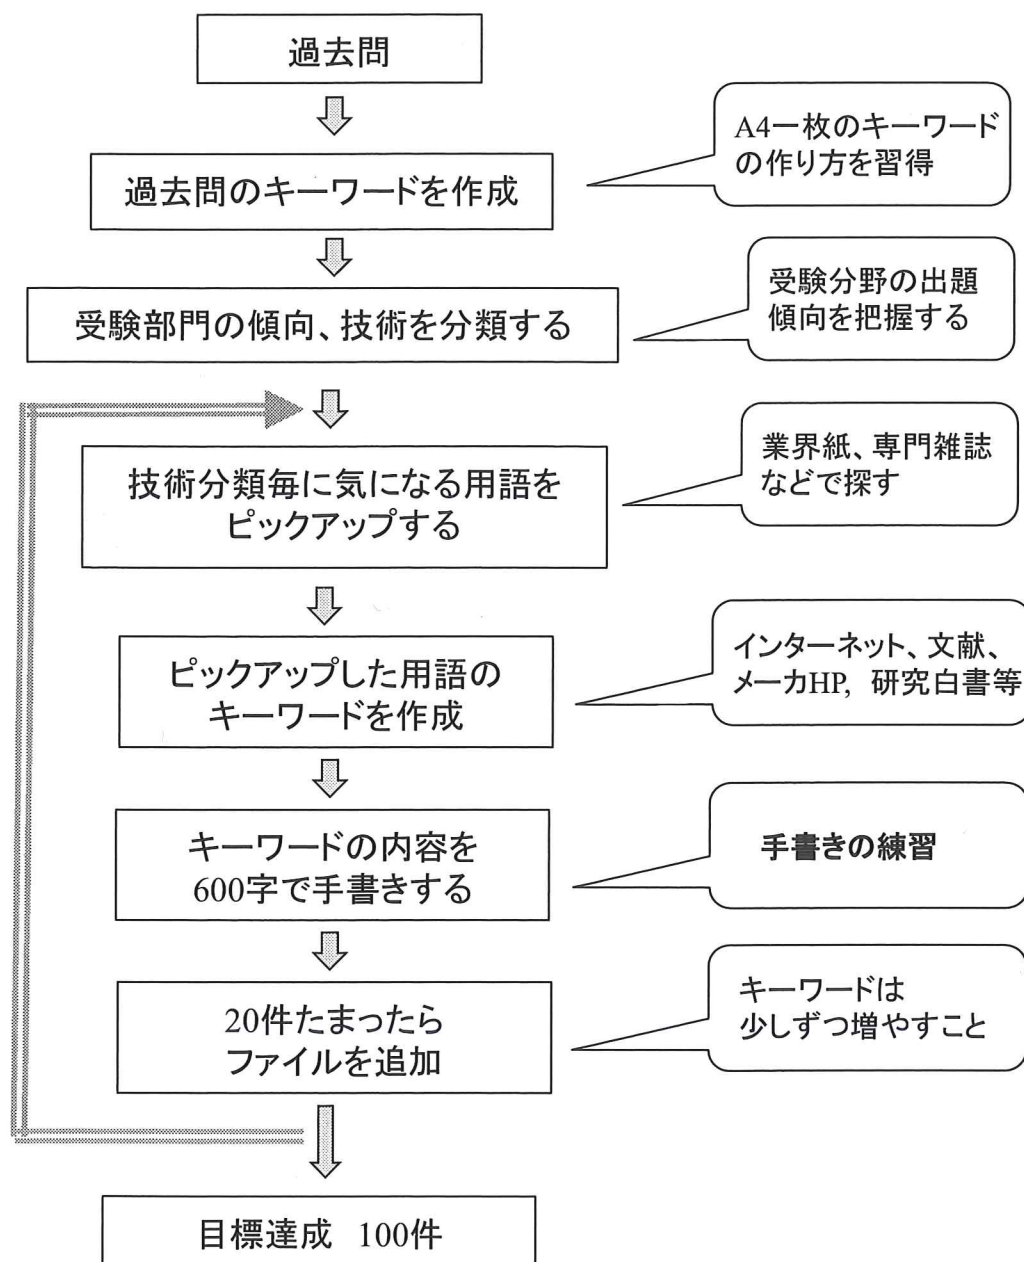 過去問
A4一枚のキーワード
の作り方を習得
過去問のキーワードを作成
受験分野の出題
傾向を把握する
受験部門の傾向、技術を分類する
業界紙、専門雑誌
などで探す
技術分類毎に気になる用語を
ピックアップする
インターネット、文献、
メーカHP, 研究白書等
ピックアップした用語の
キーワードを作成
キーワードの内容を
600字で手書きする
手書きの練習
キーワードは
少しずつ増やすこと
20件たまったら
ファイルを追加
目標達成 100件